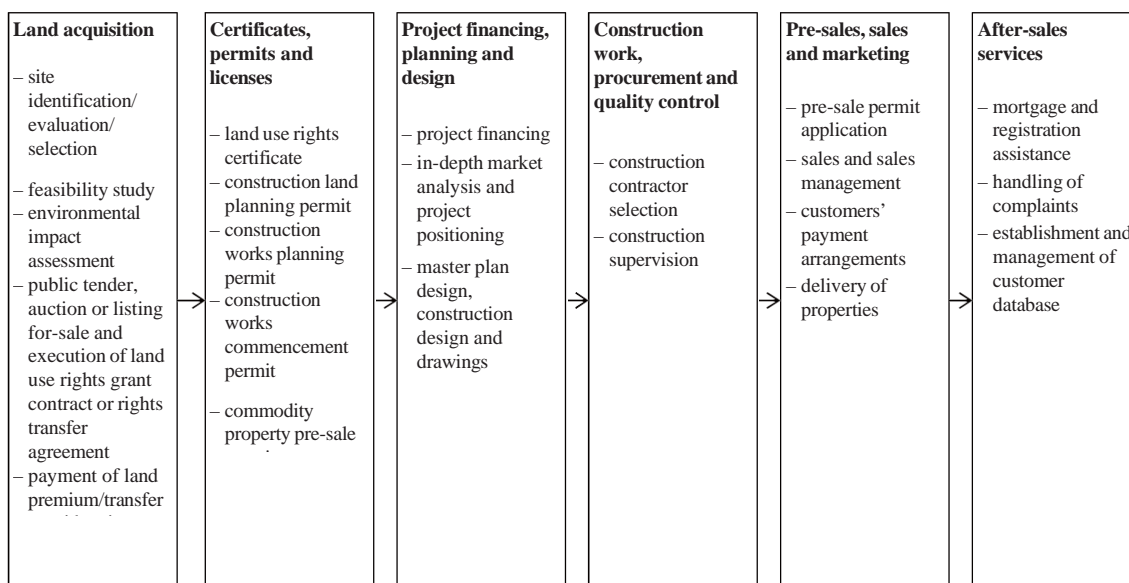 Land acquisition
– site
identification/
evaluation/
selection
– feasibility study
– environmental
impact
assessment
– public tender,
auction or listing
for-sale and
execution of land
use rights grant
contract or rights
transfer
agreement
– payment of land
premium/transfer
Certificates,
permits and
licenses
– land use rights
certificate
– construction land
planning permit
– construction
works planning
permit
– construction
works
commencement
permit
– commodity
property pre-sale
Project financing,
planning and
design
– project financing
– in-depth market
analysis and
project
positioning
– master plan
design,
construction
design and
drawings
Construction
work,
procurement and
quality control
– construction
contractor
selection
– construction
supervision
Pre-sales, sales
and marketing
– pre-sale permit
application
– sales and sales
management
– customers’
payment
arrangements
– delivery of
properties
After-sales
services
– mortgage and
registration
assistance
– handling of
complaints
– establishment and
management of
customer
database